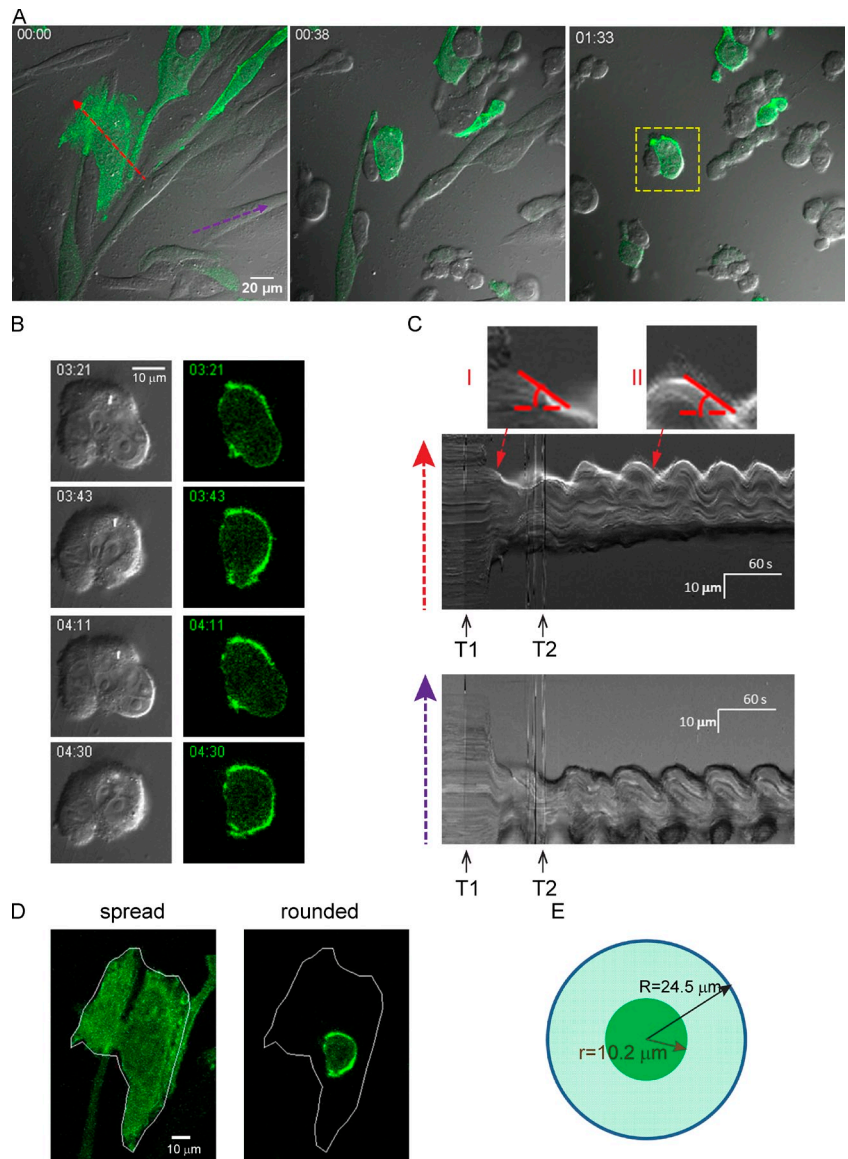 A
00:00
00:38
01:33
20 µm
B
03:21
10 µm
03:21
03:43
03:43
04:11
04:11
04:30
04:30
C
I
II
60 s
10 µm
T1
T2
60 s
10 µm
T1
T2
D
spread
rounded
10 µm
E
R=24.5 µm
r=10.2 µm